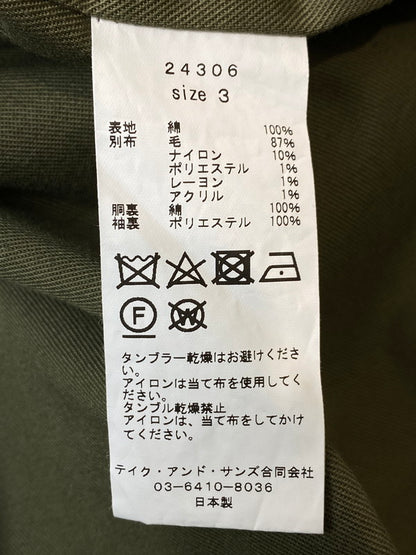 24306
size 3
表地 綿 100%
別布 毛 87%
ナイロン 10%
ポリエステル 1%
レーヨン 1%
アクリル 1%
胴裏 綿 100%
袖裏 ポリエステル 100%
F W
タンブラー乾燥はお避けくださ
い。
アイロンは当て布を使用してく
ださい。
タンブル乾燥禁止
アイロンは、当て布をしてかけ
てください。
テイク・アンド・サンズ合同会社
03-6410-8036
日本製